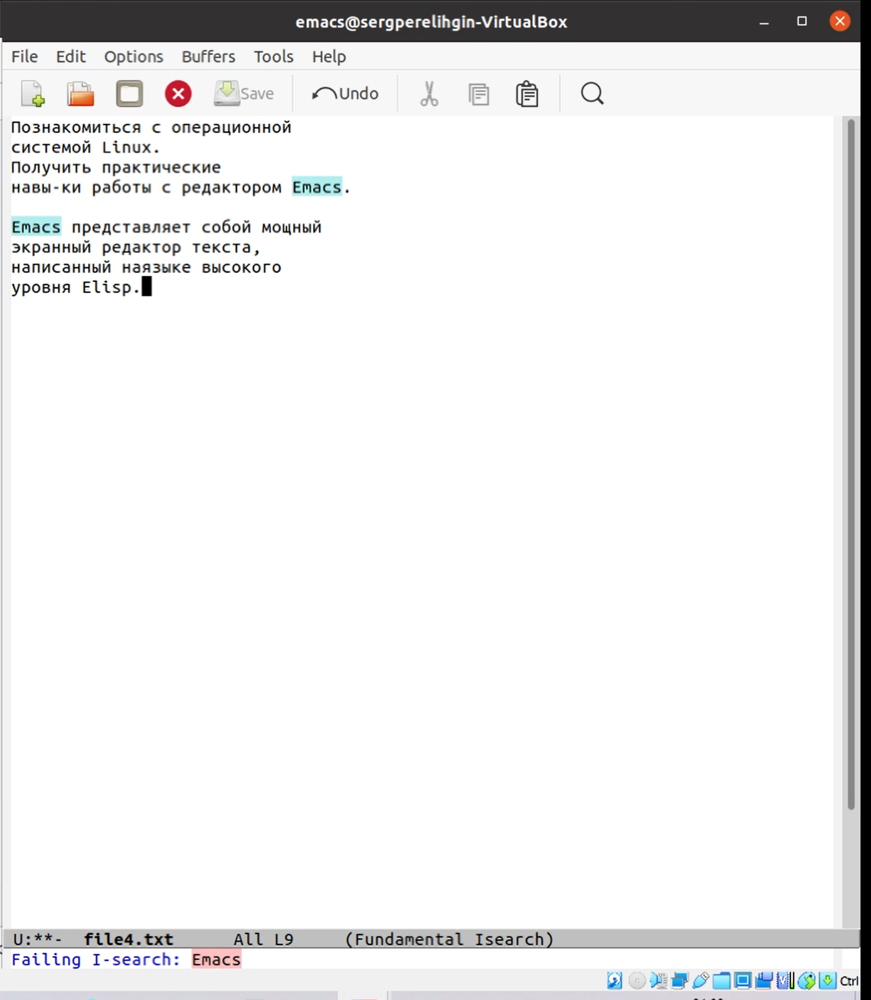 emacs@sergperelihgin-VirtualBox
File Edit Options Buffers Tools Help
Save Undo
Познакомиться с операционной
системой Linux.
Получить практические
навы-ки работы с редактором Emacs.
Emacs представляет собой мощный
экранный редактор текста,
написанный наязыке высокого
уровня Elisp.
U:**- file4.txt All L9 (Fundamental Isearch)
Failing I-search: Emacs
Ctrl